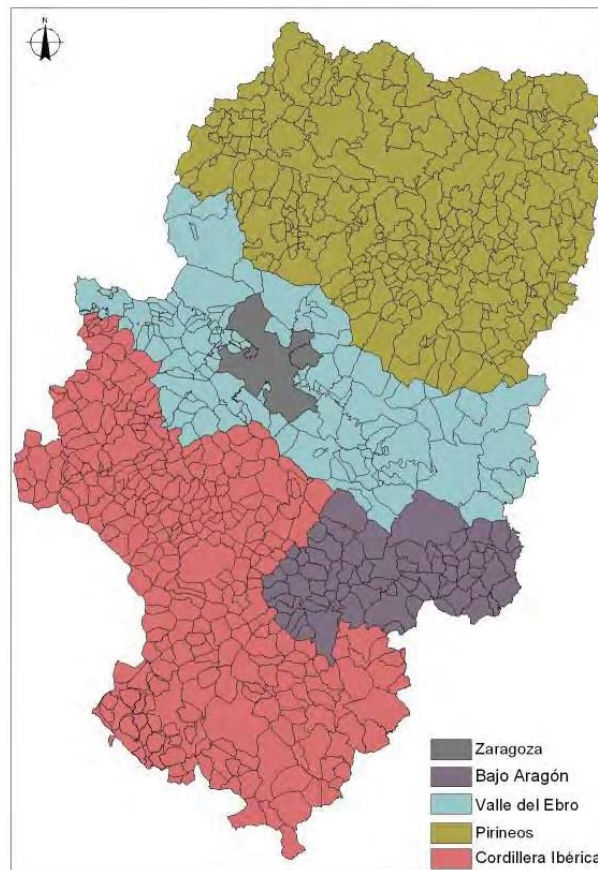 N
Zaragoza
Bajo Aragón
Valle del Ebro
Pirineos
Cordillera Ibérica